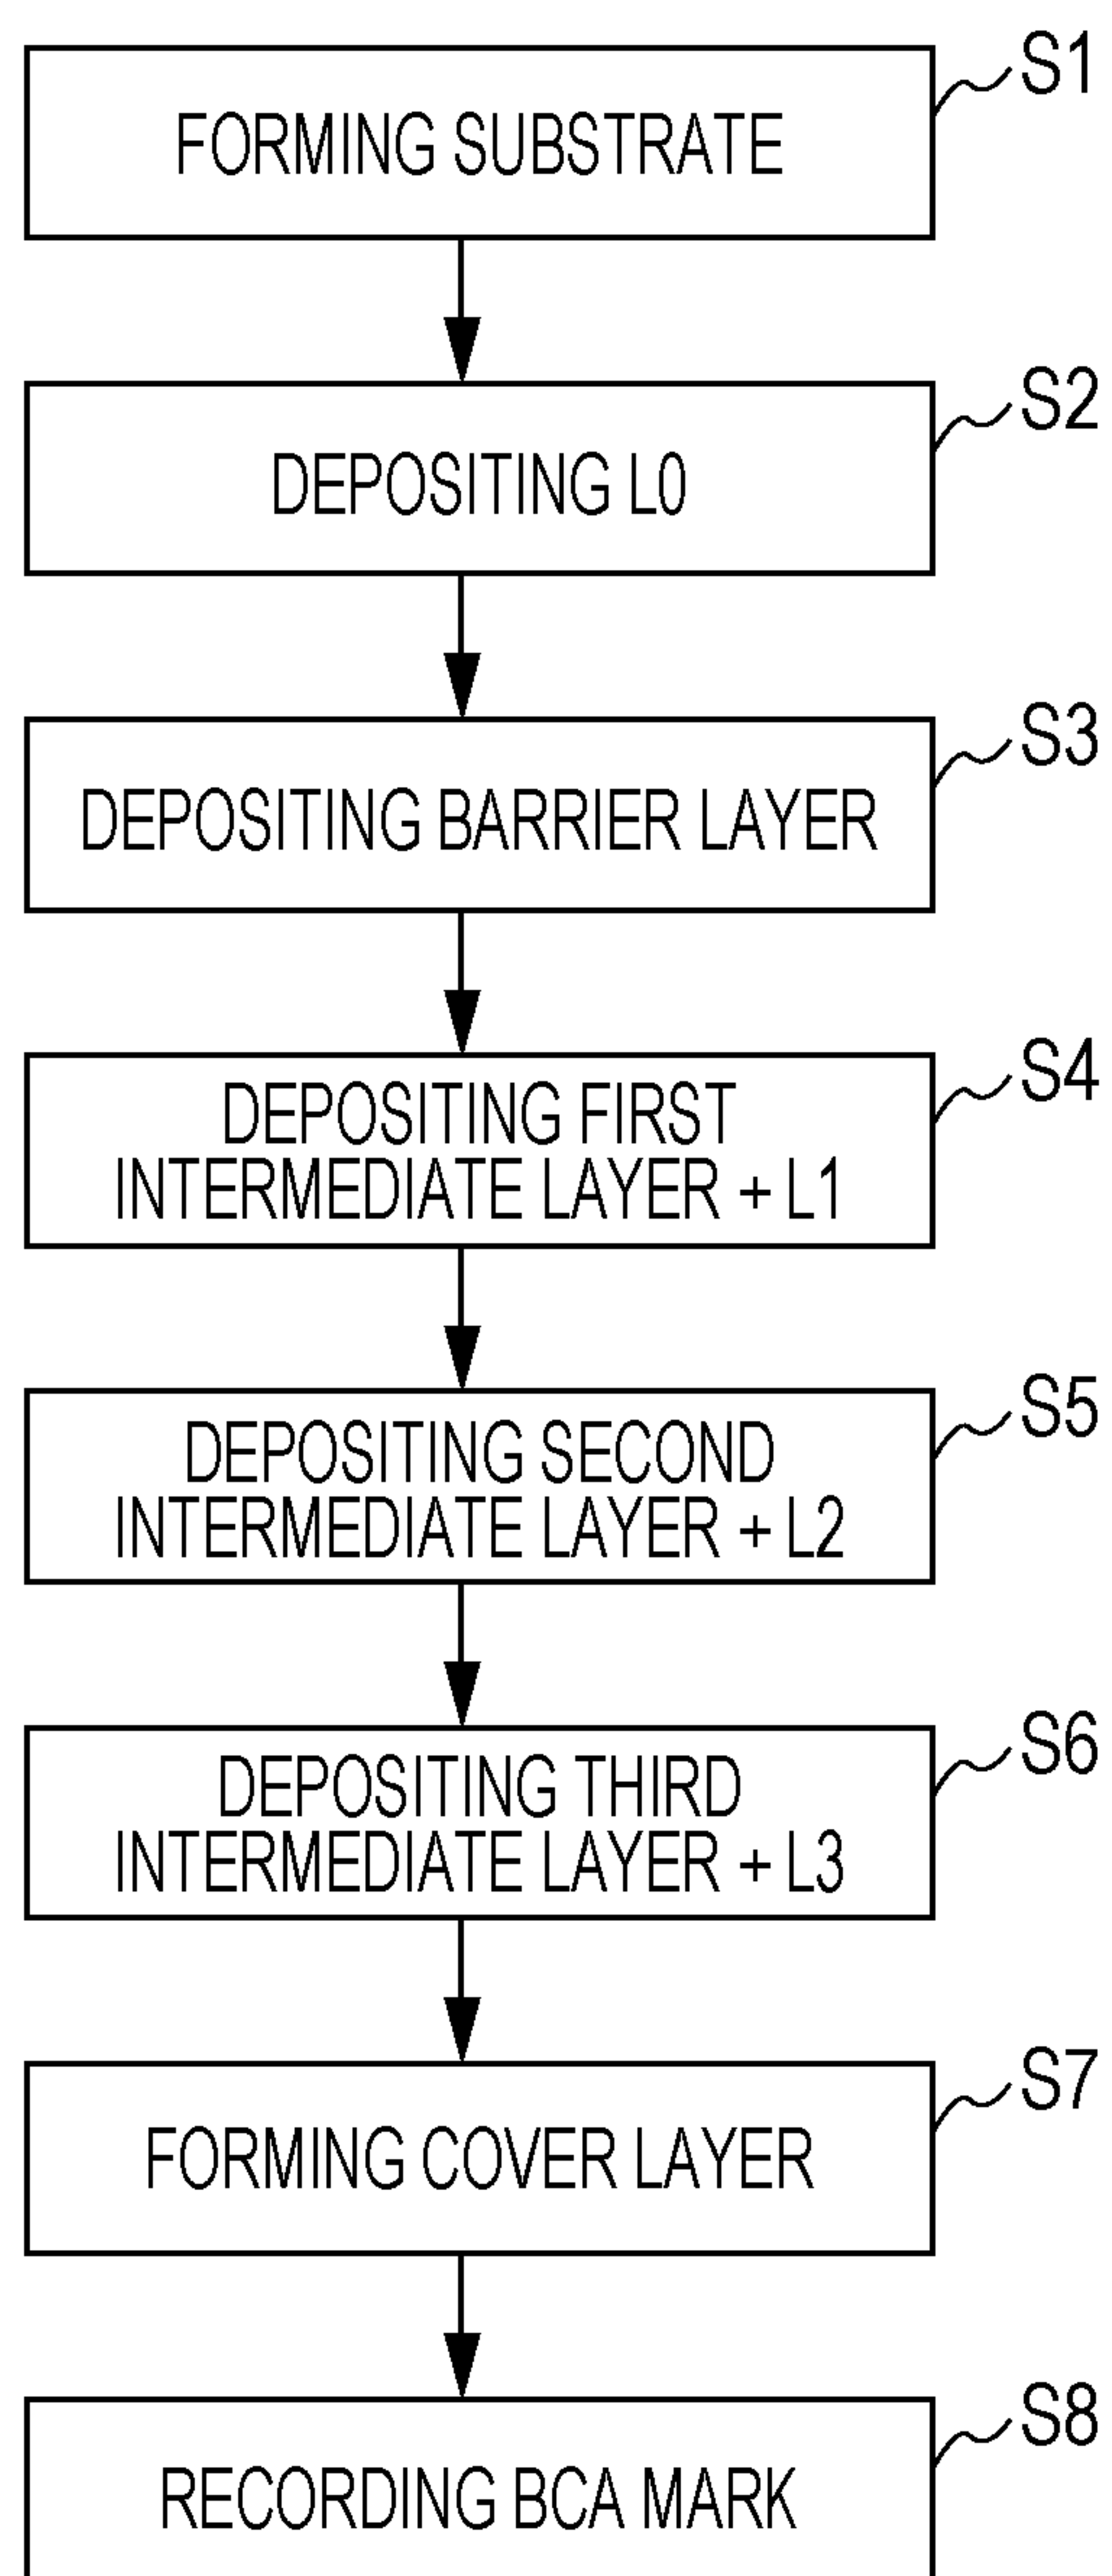 S1
FORMING SUBSTRATE
S2
DEPOSITING L0
S3
DEPOSITING BARRIER LAYER
S4
DEPOSITING FIRST
INTERMEDIATE LAYER + L1
S5
DEPOSITING SECOND
INTERMEDIATE LAYER + L2
S6
DEPOSITING THIRD
INTERMEDIATE LAYER + L3
S7
FORMING COVER LAYER
S8
RECORDING BCA MARK